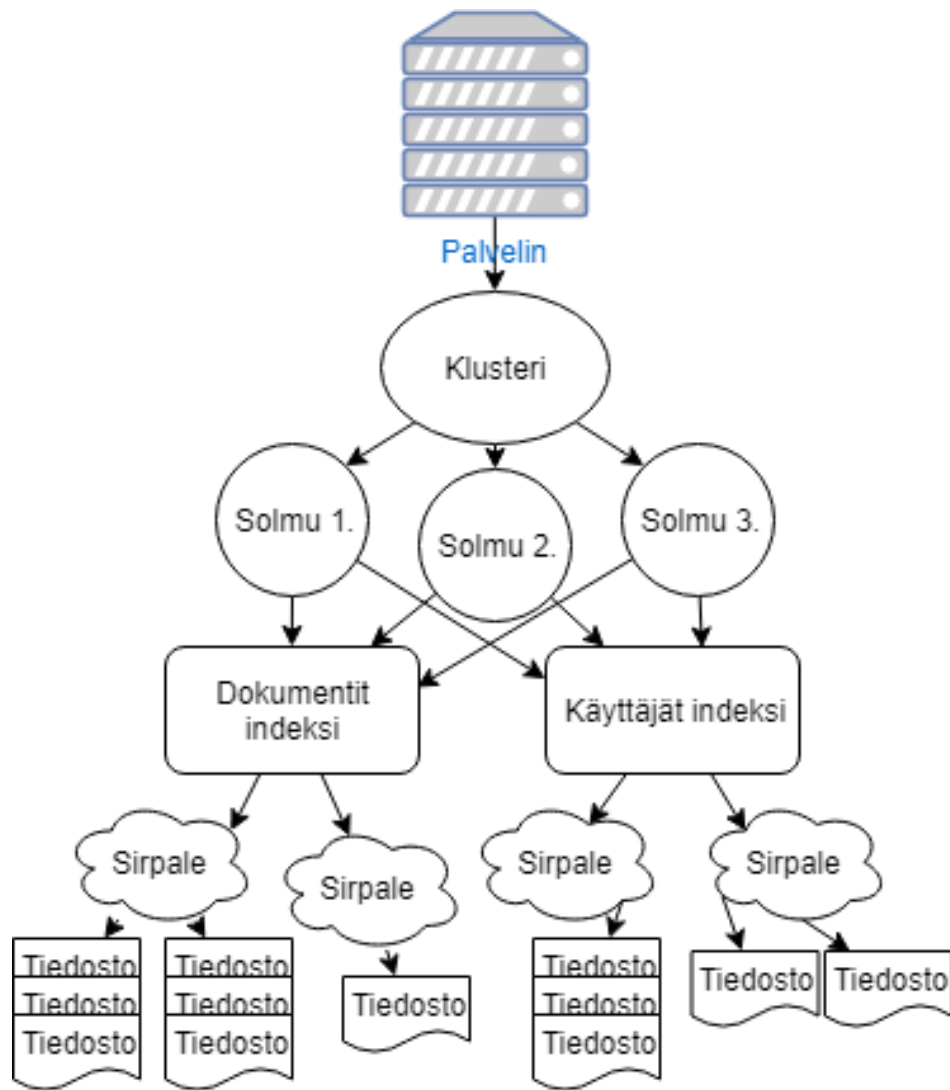 Palvelin
Klusteri
Solmu 1.
Solmu 2.
Solmu 3.
Dokumentit
indeksi
Käyttäjät indeksi
Sirpale
Sirpale
Sirpale
Sirpale
Tiedosto
Tiedosto
Tiedosto
Tiedosto
Tiedosto
Tiedosto
Tiedosto
Tiedosto
Tiedosto
Tiedosto
Tiedosto
Tiedosto